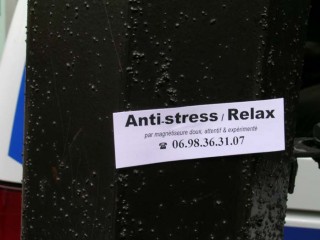 Anti.stress / Relax
par magnétiseure doux, attentif & expérimenté
☎ 06.98.36.31.07